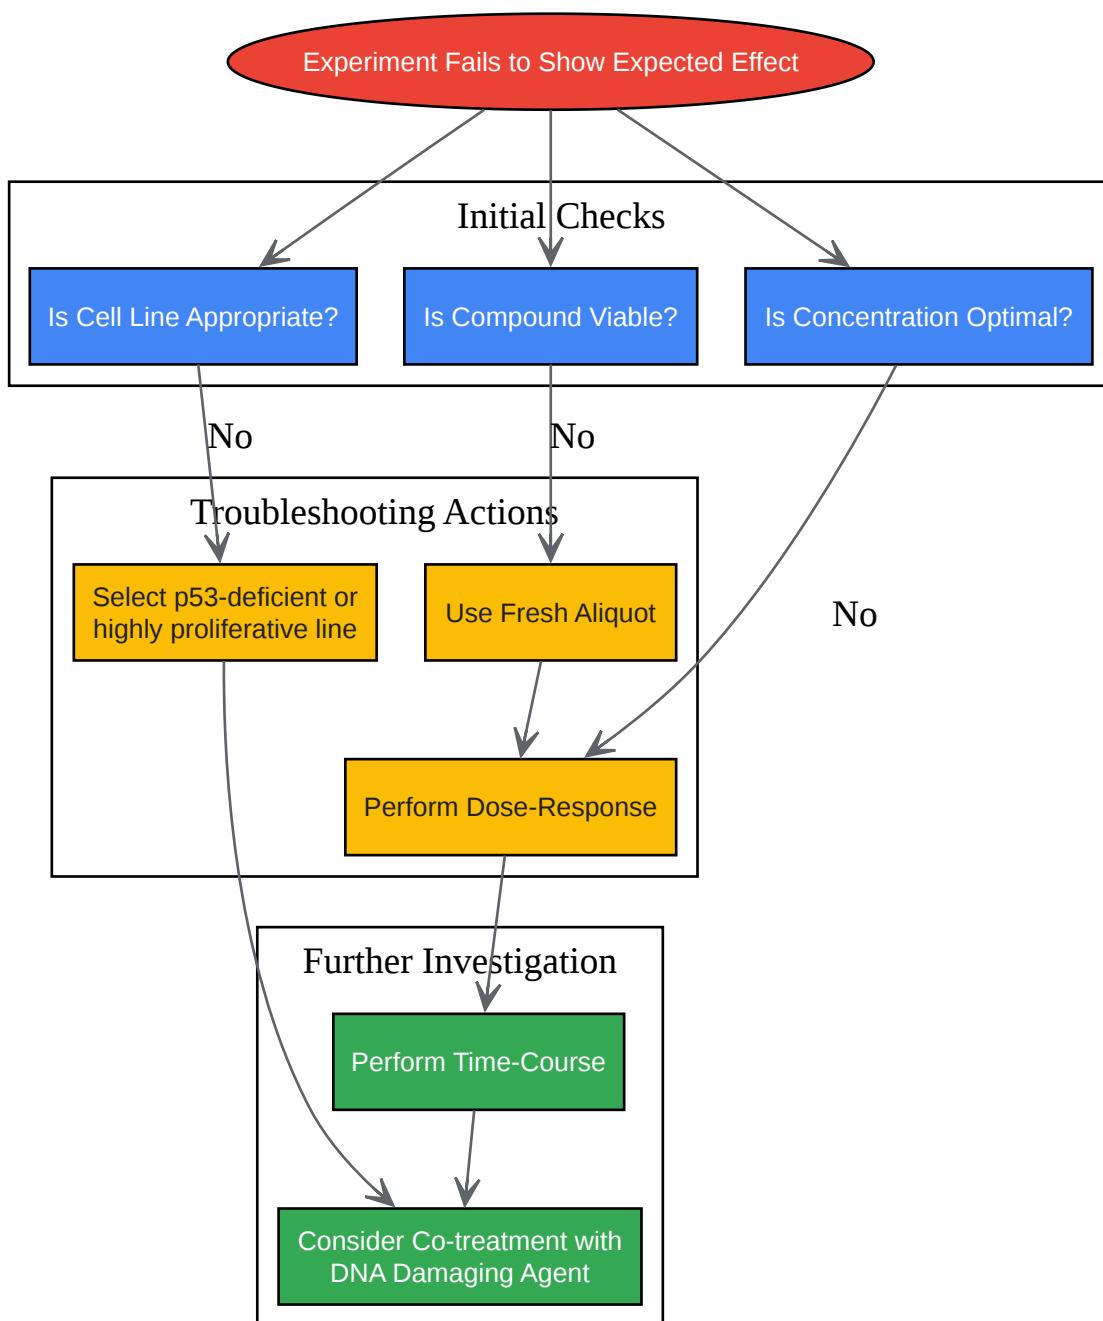 Experiment Fails to Show Expected Effect
Initial Checks
Is Cell Line Appropriate?
Is Compound Viable?
Is Concentration Optimal?
No
No
Troubleshooting Actions
Select p53-deficient or
highly proliferative line
Use Fresh Aliquot
No
Perform Dose-Response
Further Investigation
Perform Time-Course
Consider Co-treatment with
DNA Damaging Agent